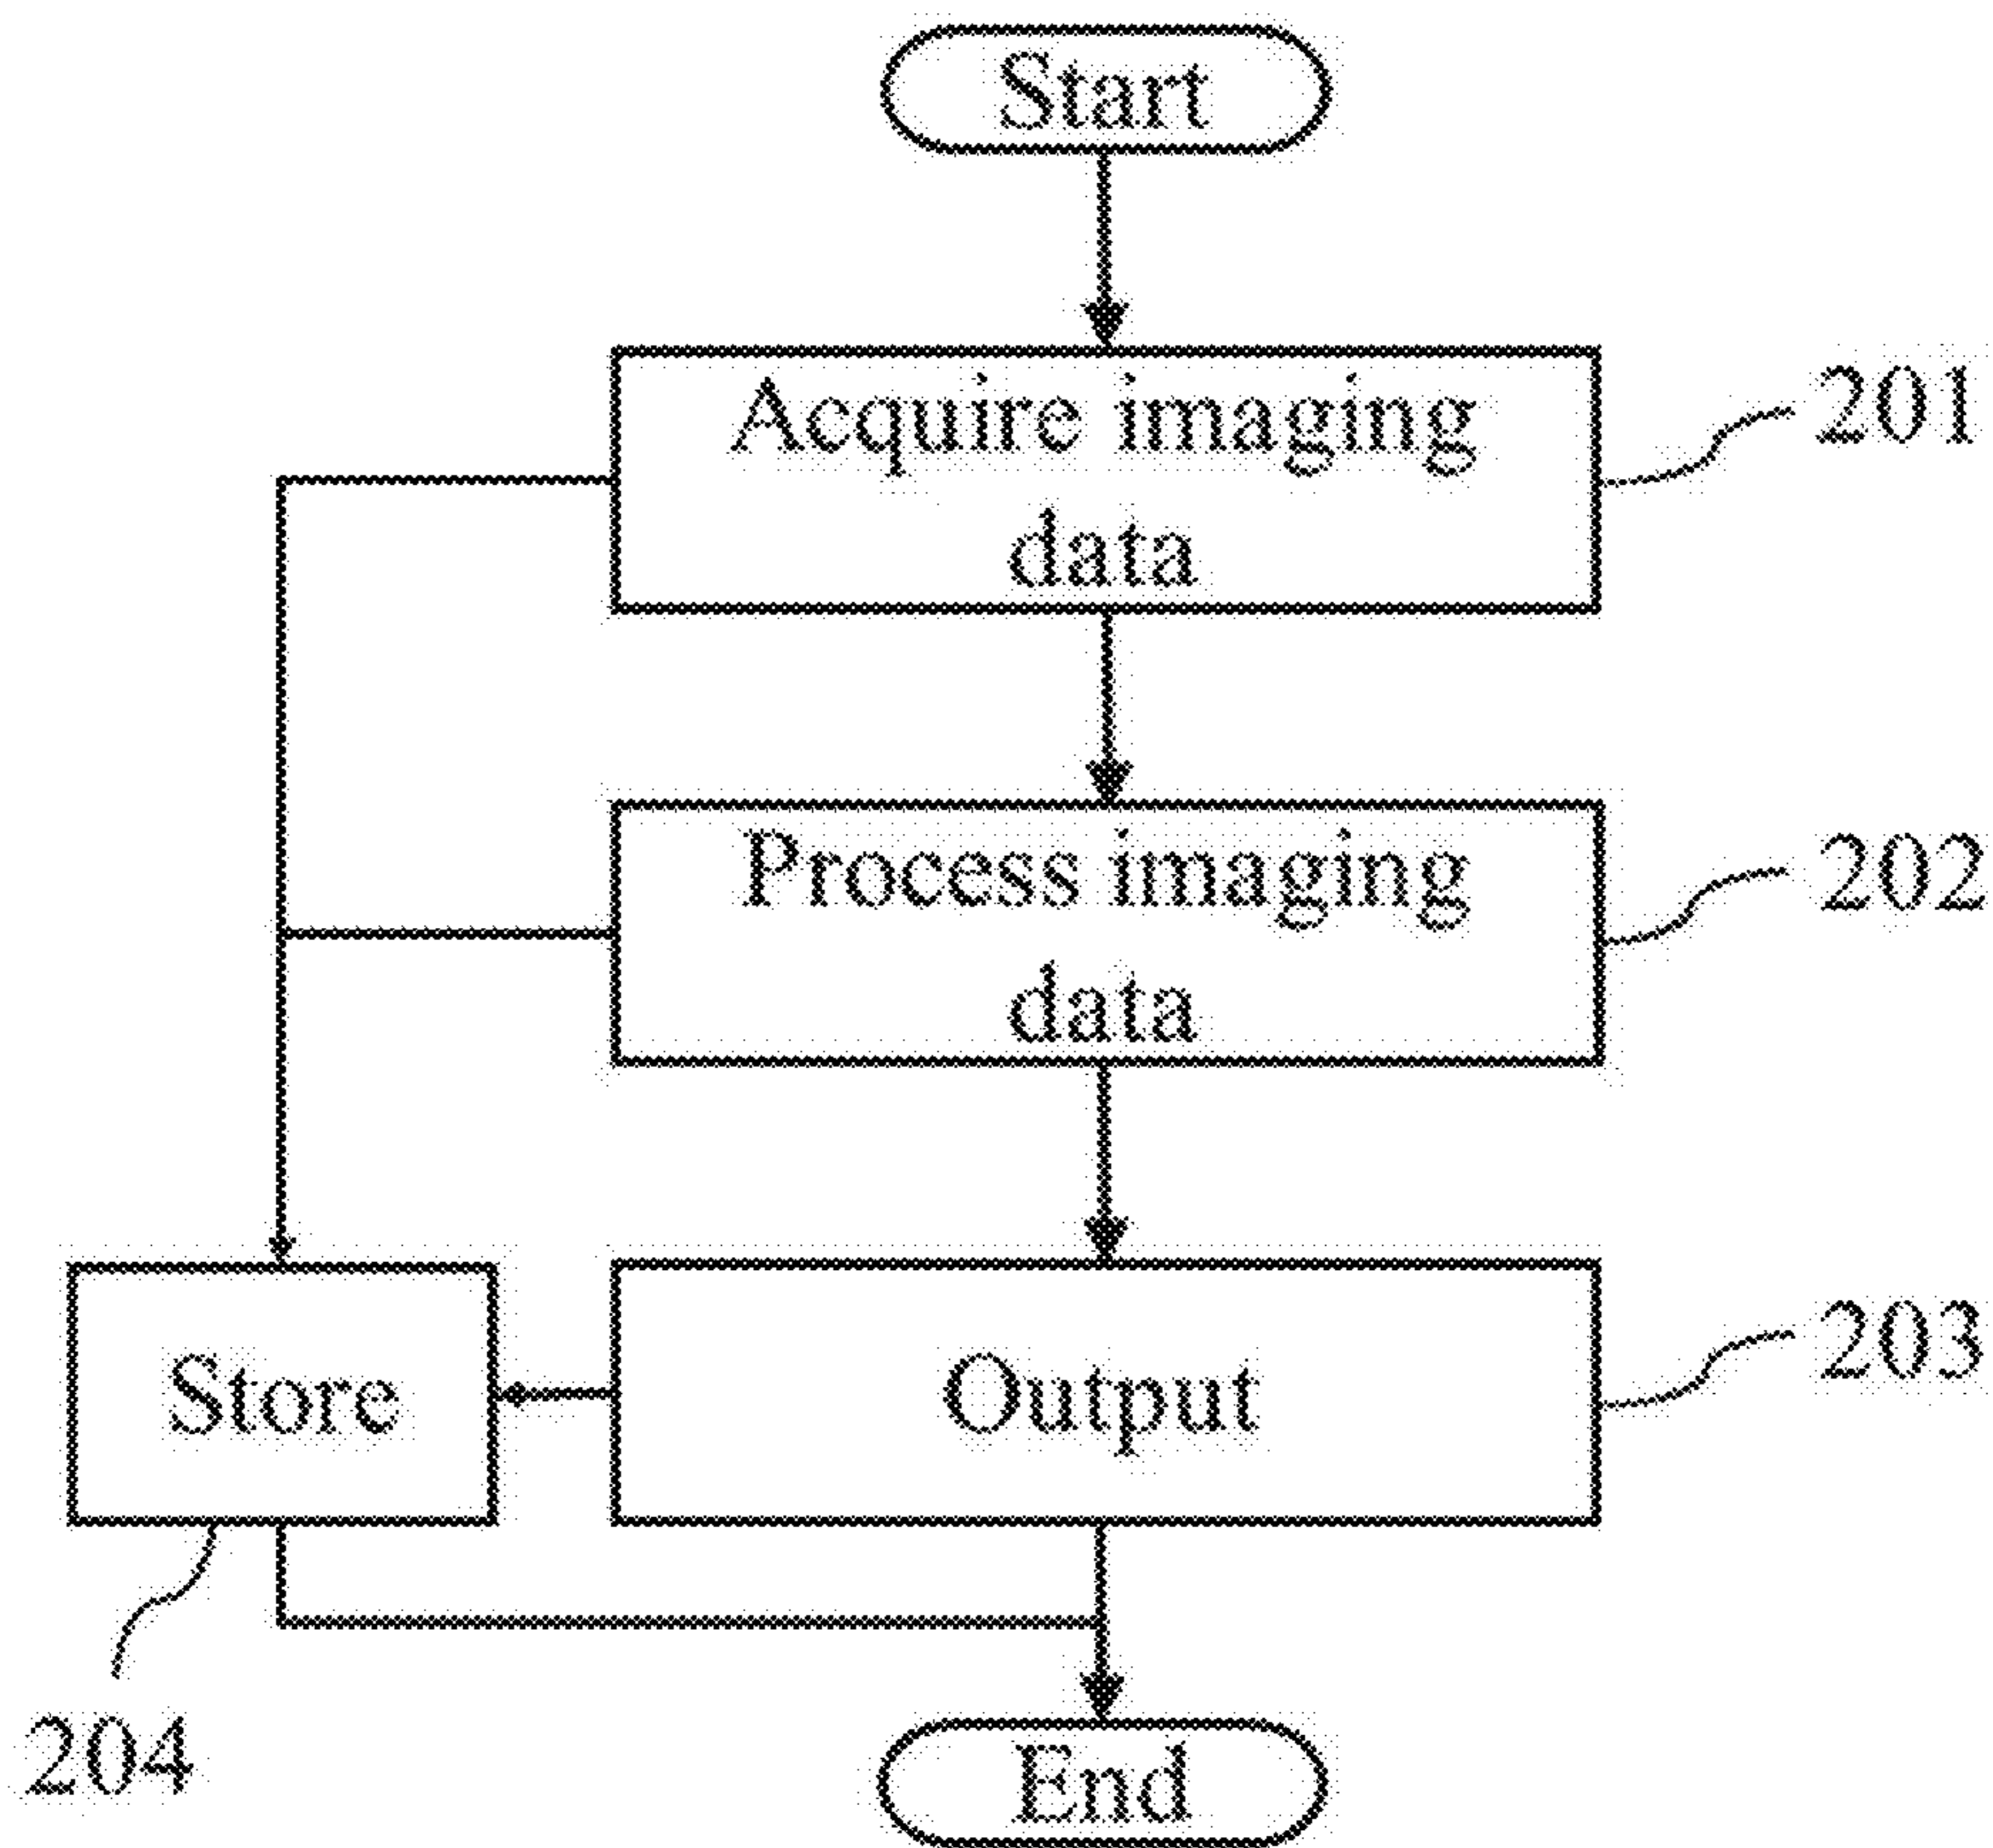 Start
Acquire imaging
data
201
Process imaging
data
202
Store
Output
203
204
End